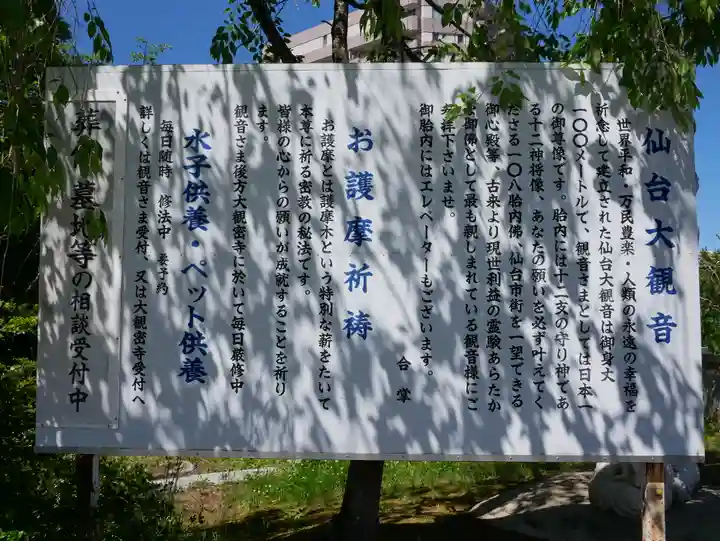 仙台大観音
世界平和・万民豊楽・人類の永遠の幸福を
祈念して建立された仙台大観音は御身丈
一〇〇メートルで、観音さまとしては日本一
の御尊像です。胎内には十二支の守り神であ
る十二神将像、あなたの願いを必ず叶えてく
ださる一〇八胎内佛、仙台市街を一望できる
御心殿等、古来より現世利益の霊験あらたか
な御佛として最も親しまれている観音様にご
参拝下さいませ。
御胎内にはエレベーターもございます。
合掌
お護摩祈祷
お護摩とは護摩木という特別な薪をたいて
本尊に祈る密教の秘法です。
皆様の心からの願いが成就することを祈り
ます。
観音さま後方大観密寺に於いて毎日厳修中
水子供養・ペット供養
毎日随時 修法中 要予約
詳しくは観音さま受付、又は大観密寺受付へ
葬儀・墓地等の相談受付中